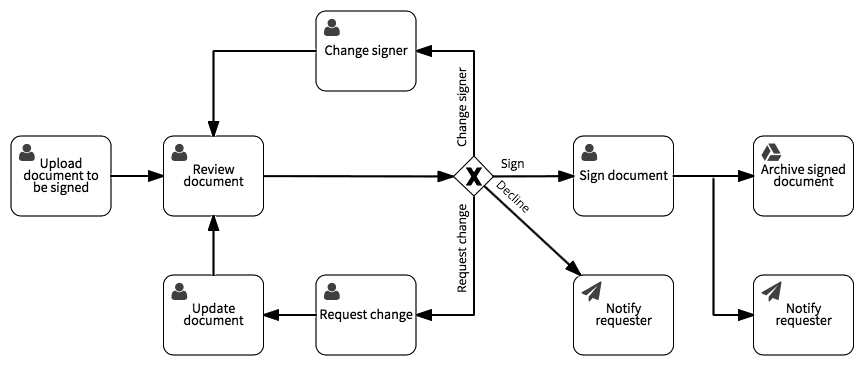 Change signer
Change signer
Upload
document to
be signed
Review
document
X
Sign
Decline
Sign document
Archive signed
document
Request change
Update
document
Request change
Notify
requester
Notify
requester